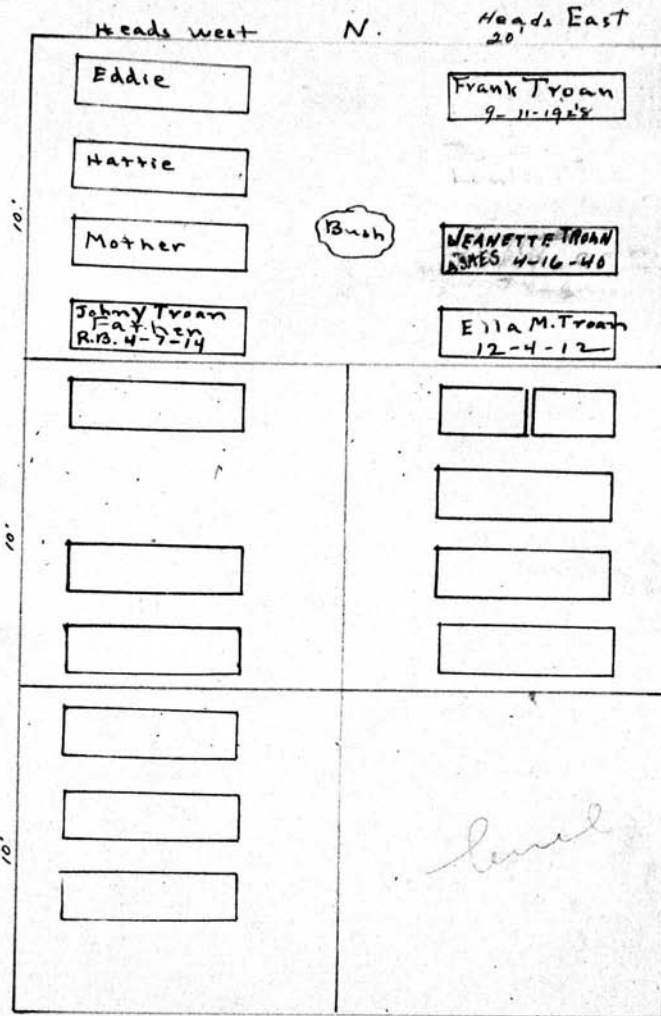 Heads west N. Heads East
20'
Eddie
Frank Troan
9-11-1928
Harrie
10'
Mother
Bush
JEANETTE TROAN
ASHES 4-16-40
Johny Troan
Father
R.B. 4-7-14
Ella M. Troan
12-4-12
10'
10'